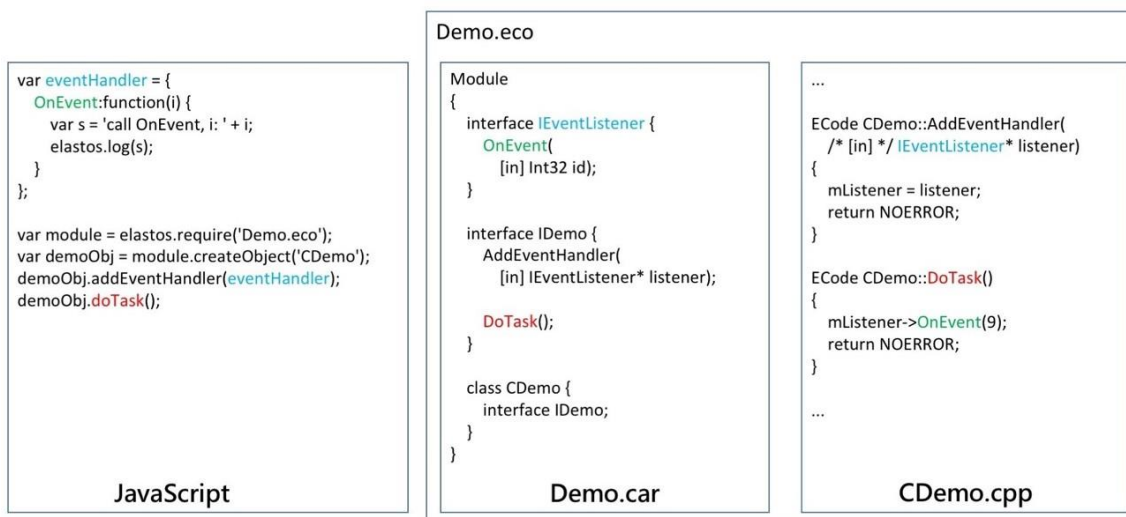 Demo.eco
var eventHandler = {
OnEvent:function(i) {
var s = 'call OnEvent, i: ' + i;
elastos.log(s);
}
};
var module = elastos.require('Demo.eco');
var demoObj = module.createObject('CDemo');
demoObj.addEventHandler(eventHandler);
demoObj.doTask();
JavaScript
Module
{
interface IEventListener {
OnEvent(
[in] Int32 id);
}
interface IDemo {
AddEventHandler(
[in] IEventListener* listener);
DoTask();
}
class CDemo {
interface IDemo;
}
}
Demo.car
...
ECode CDemo::AddEventHandler(
/* [in] */ IEventListener* listener)
{
mListener = listener;
return NOERROR;
}
ECode CDemo::DoTask()
{
mListener->OnEvent(9);
return NOERROR;
}
...
CDemo.cpp